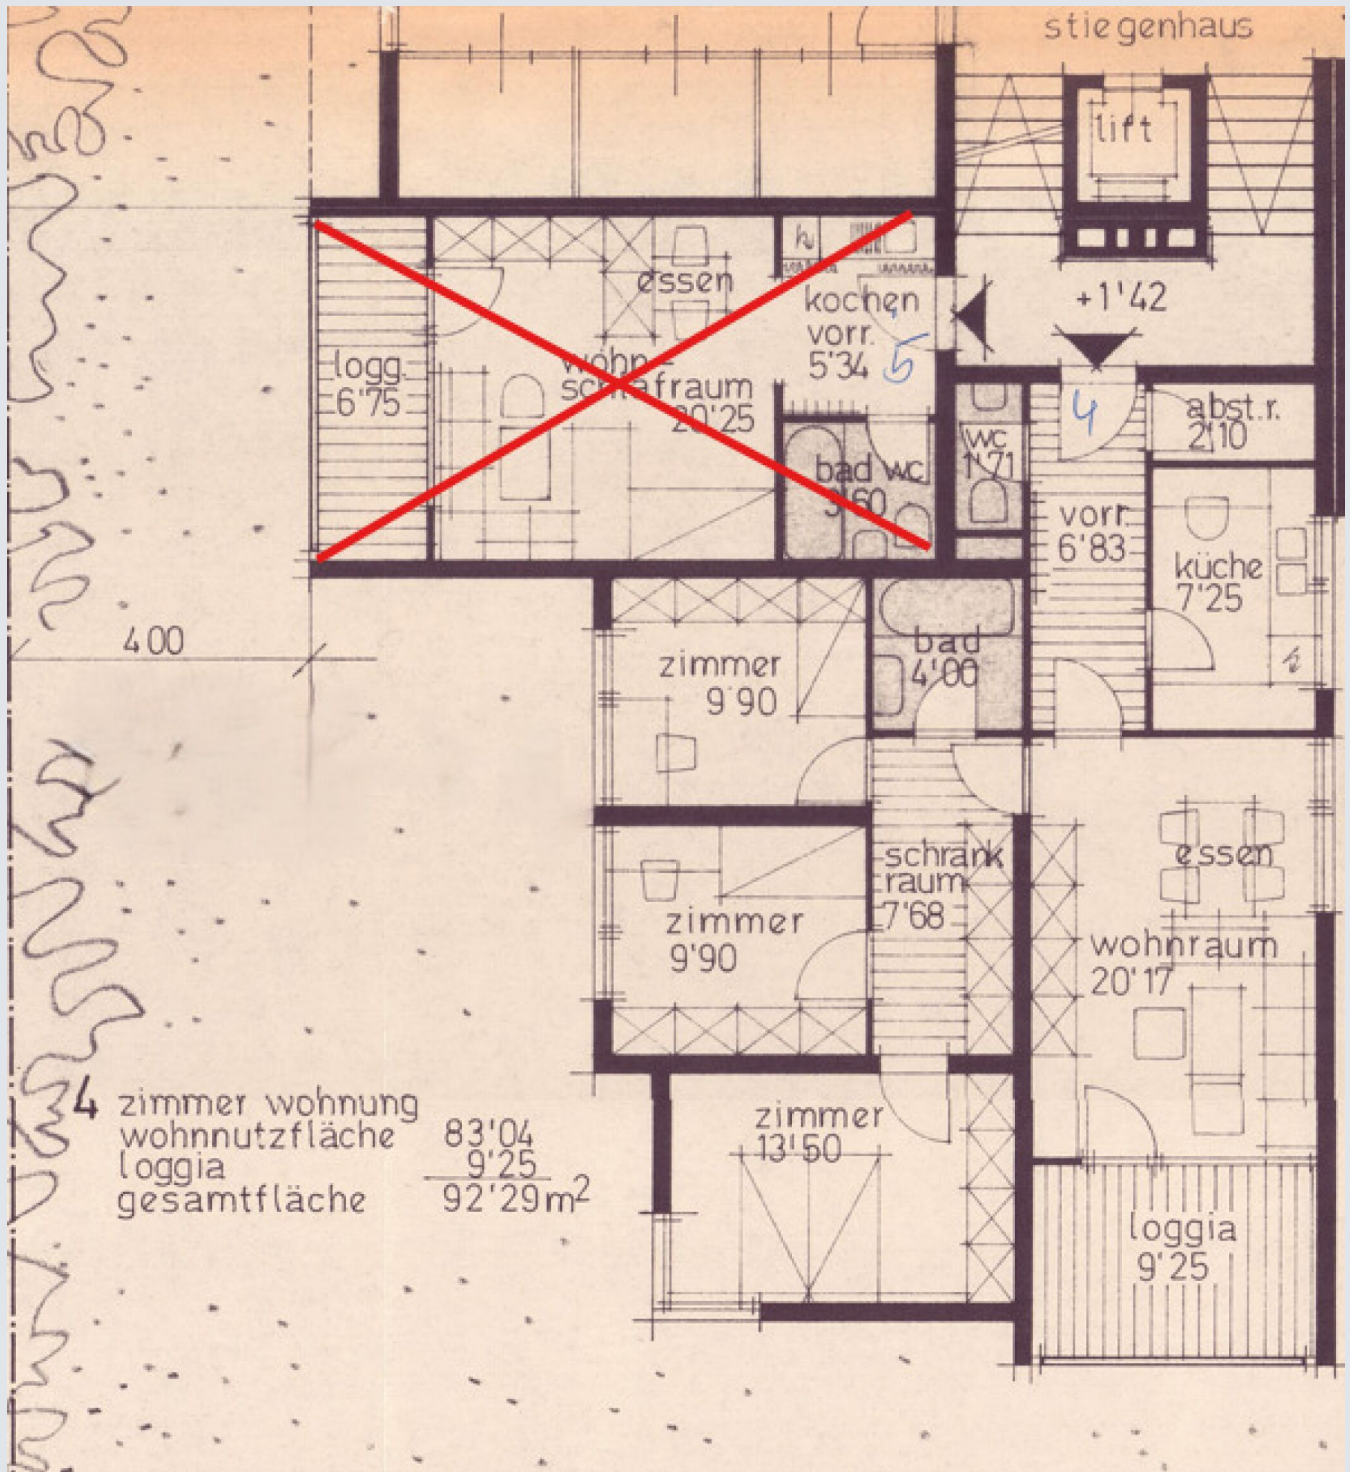 stiegenhaus
lift
h
essen
kochen
vorr.
5'34
5
+1'42
logg.
6'75
wohn-
schlafraum
20'25
bad wc
3'60
wc
1'71
4
abst.r.
2'10
vorr.
6'83
küche
7'25
400
zimmer
9'90
bad
4'00
schrank
raum
7'68
essen
zimmer
9'90
wohnraum
20'17
4 zimmer wohnung
wohnnutzfläche 83'04
loggia 9'25
gesamtfläche 92'29m²
zimmer
13'50
loggia
9'25